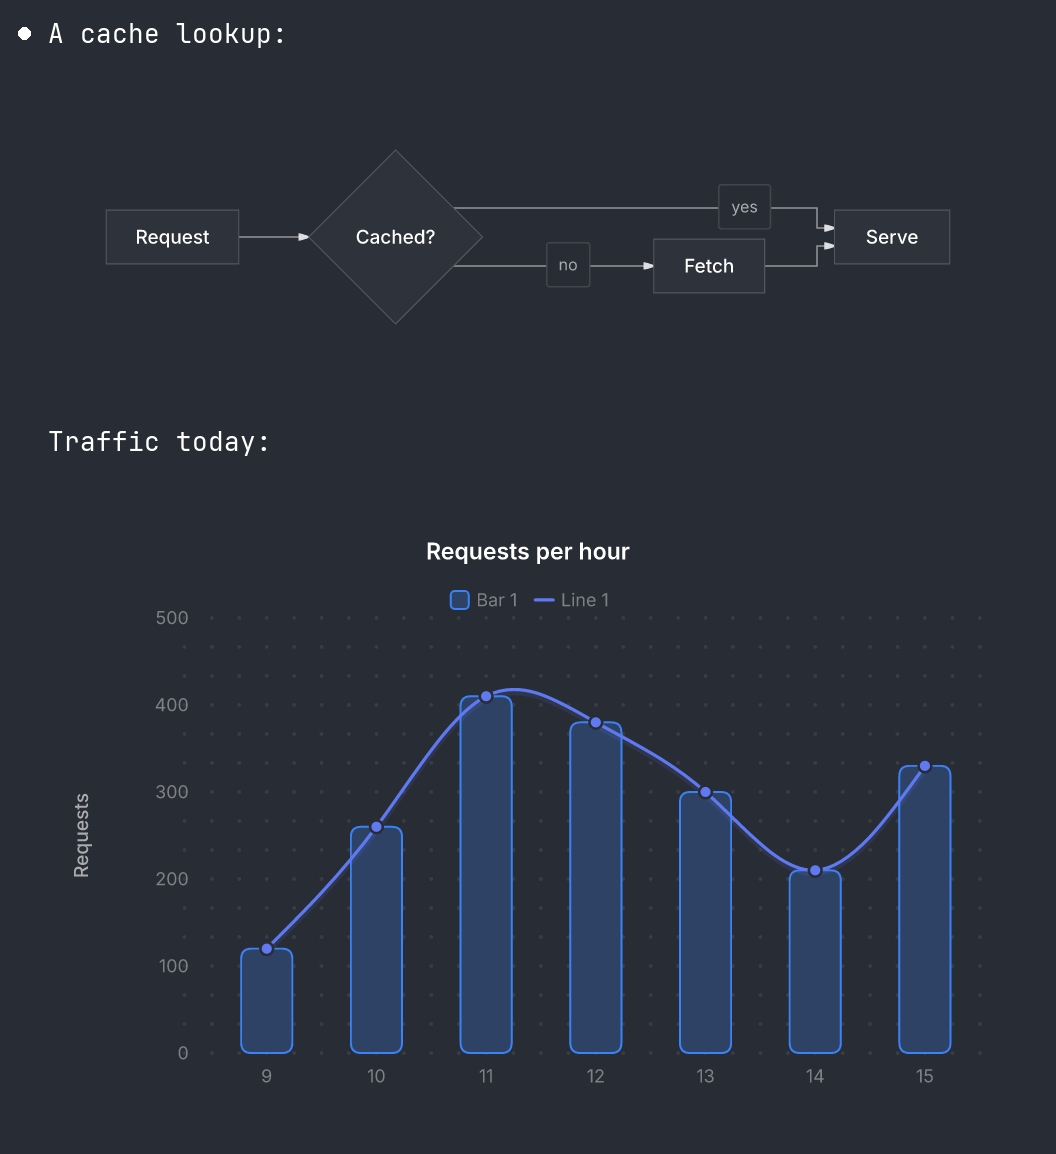 A cache lookup:
yes
Request
Cached?
Serve
no
Fetch
Traffic today:
Requests per hour
Bar 1 Line 1
500
400
300
200
100
0
Requests
9 10 11 12 13 14 15